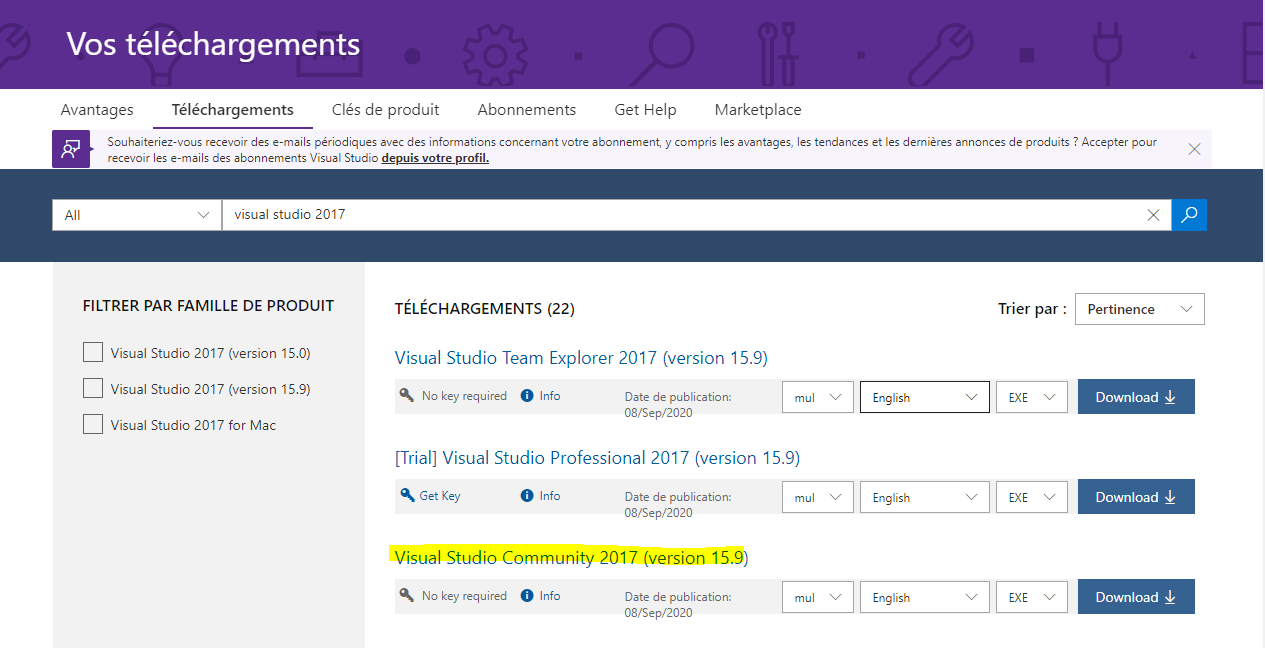 Vos téléchargements
Avantages Téléchargements Clés de produit Abonnements Get Help Marketplace
Souhaiteriez-vous recevoir des e-mails périodiques avec des informations concernant votre abonnement, y compris les avantages, les tendances et les dernières annonces de produits ? Accepter pour
recevoir les e-mails des abonnements Visual Studio depuis votre profil.
All visual studio 2017
FILTRER PAR FAMILLE DE PRODUIT
Visual Studio 2017 (version 15.0)
Visual Studio 2017 (version 15.9)
Visual Studio 2017 for Mac
TÉLÉCHARGEMENTS (22)
Trier par : Pertinence
Visual Studio Team Explorer 2017 (version 15.9)
No key required Info Date de publication: mul English EXE Download
08/Sep/2020
[Trial] Visual Studio Professional 2017 (version 15.9)
Get Key Info Date de publication: mul English EXE Download
08/Sep/2020
Visual Studio Community 2017 (version 15.9)
No key required Info Date de publication: mul English EXE Download
08/Sep/2020